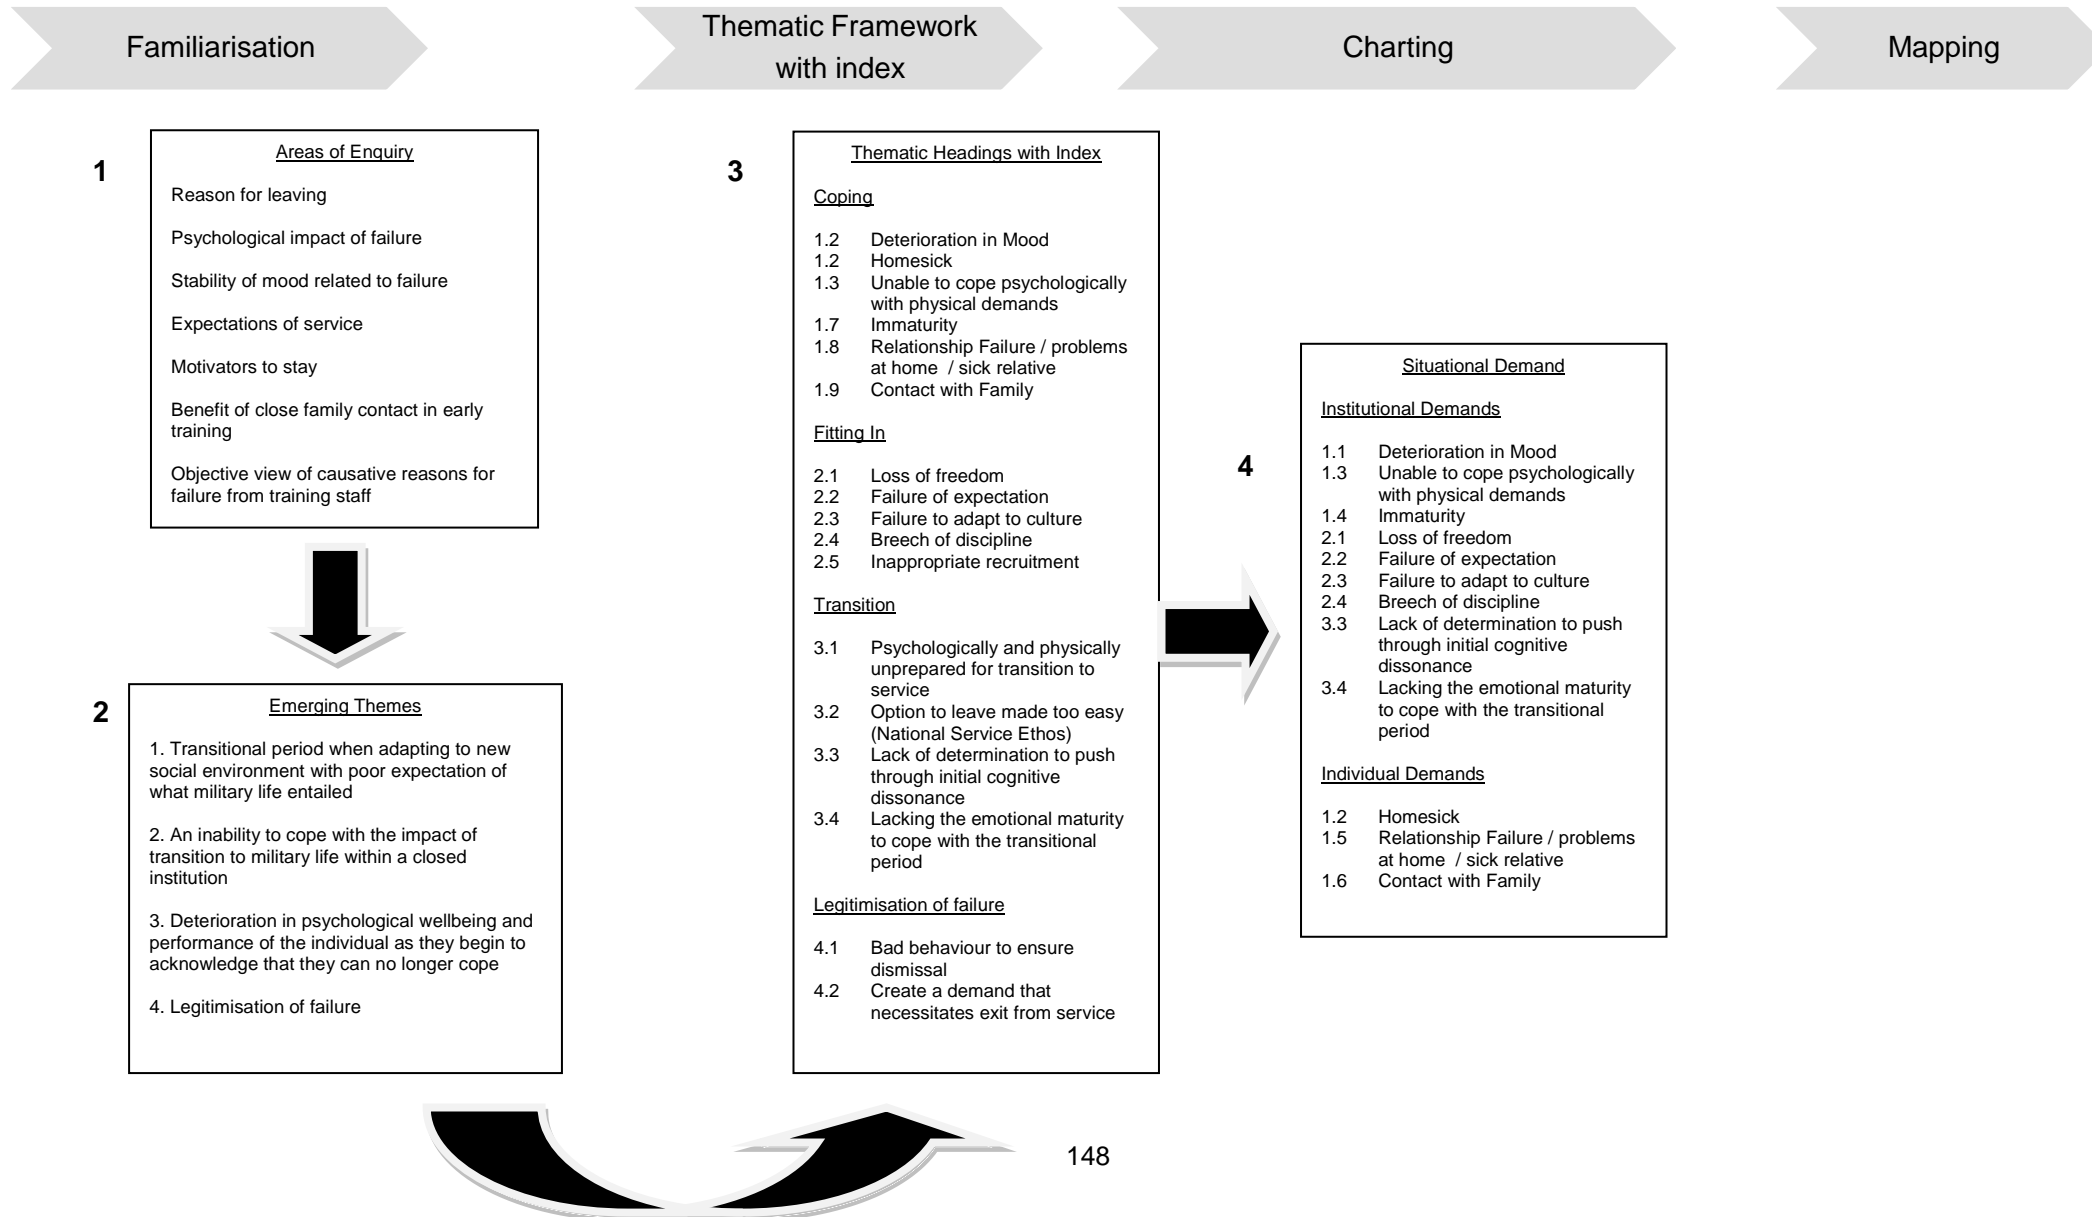 Familiarisation
Thematic Framework
with index
Charting
Mapping
1
Areas of Enquiry
Reason for leaving
Psychological impact of failure
Stability of mood related to failure
Expectations of service
Motivators to stay
Benefit of close family contact in early
training
Objective view of causative reasons for
failure from training staff
2
Emerging Themes
1. Transitional period when adapting to new
social environment with poor expectation of
what military life entailed
2. An inability to cope with the impact of
transition to military life within a closed
institution
3. Deterioration in psychological wellbeing and
performance of the individual as they begin to
acknowledge that they can no longer cope
4. Legitimisation of failure
3
Thematic Headings with Index
Coping
1.2 Deterioration in Mood
1.2 Homesick
1.3 Unable to cope psychologically
with physical demands
1.7 Immaturity
1.8 Relationship Failure / problems
at home / sick relative
1.9 Contact with Family
Fitting In
2.1 Loss of freedom
2.2 Failure of expectation
2.3 Failure to adapt to culture
2.4 Breech of discipline
2.5 Inappropriate recruitment
Transition
3.1 Psychologically and physically
unprepared for transition to
service
3.2 Option to leave made too easy
(National Service Ethos)
3.3 Lack of determination to push
through initial cognitive
dissonance
3.4 Lacking the emotional maturity
to cope with the transitional
period
Legitimisation of failure
4.1 Bad behaviour to ensure
dismissal
4.2 Create a demand that
necessitates exit from service
4
Situational Demand
Institutional Demands
1.1 Deterioration in Mood
1.3 Unable to cope psychologically
with physical demands
1.4 Immaturity
2.1 Loss of freedom
2.2 Failure of expectation
2.3 Failure to adapt to culture
2.4 Breech of discipline
3.3 Lack of determination to push
through initial cognitive
dissonance
3.4 Lacking the emotional maturity
to cope with the transitional
period
Individual Demands
1.2 Homesick
1.5 Relationship Failure / problems
at home / sick relative
1.6 Contact with Family
148